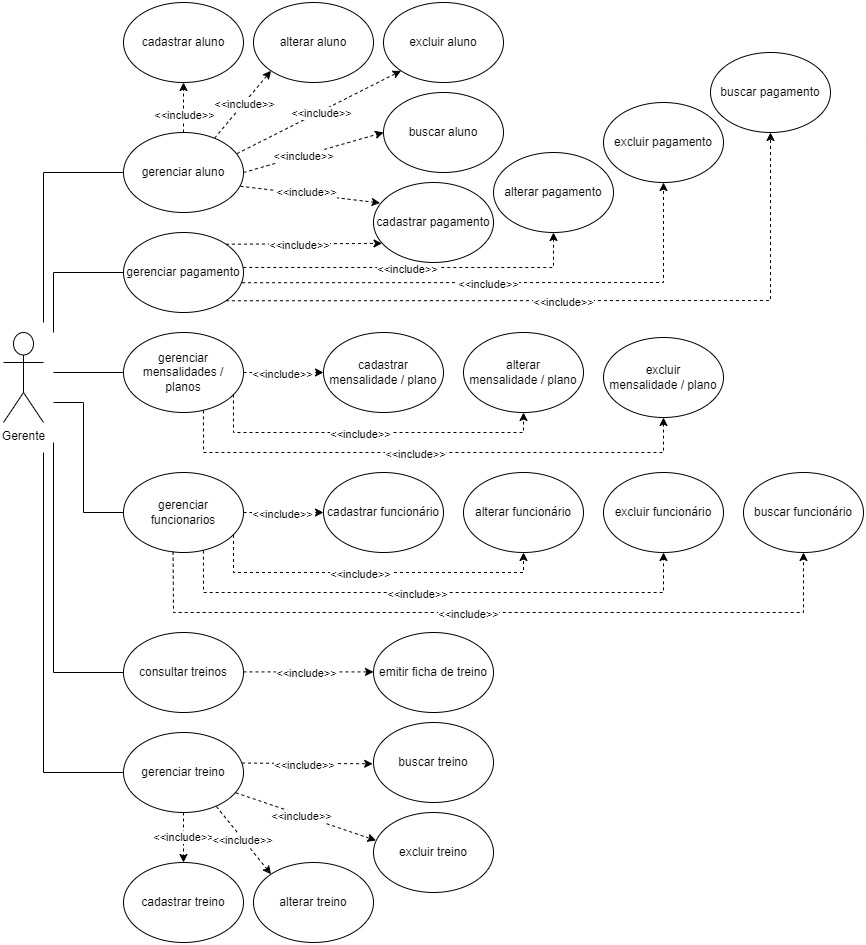 cadastrar aluno
alterar aluno
excluir aluno
buscar pagamento
<<include>>
<<include>>
<<include>>
buscar aluno
excluir pagamento
<<include>>
gerenciar aluno
<<include>>
alterar pagamento
cadastrar pagamento
<<include>>
gerenciar pagamento
<<include>>
<<include>>
<<include>>
gerenciar
mensalidades /
planos
<<include>>
cadastrar
mensalidade / plano
alterar
mensalidade / plano
excluir
mensalidade / plano
Gerente
<<include>>
<<include>>
gerenciar
funcionarios
<<include>>
cadastrar funcionário
alterar funcionário
excluir funcionário
buscar funcionário
<<include>>
<<include>>
<<include>>
consultar treinos
<<include>>
emitir ficha de treino
gerenciar treino
<<include>>
buscar treino
<<include>>
<<include>>
<<include>>
excluir treino
cadastrar treino
alterar treino